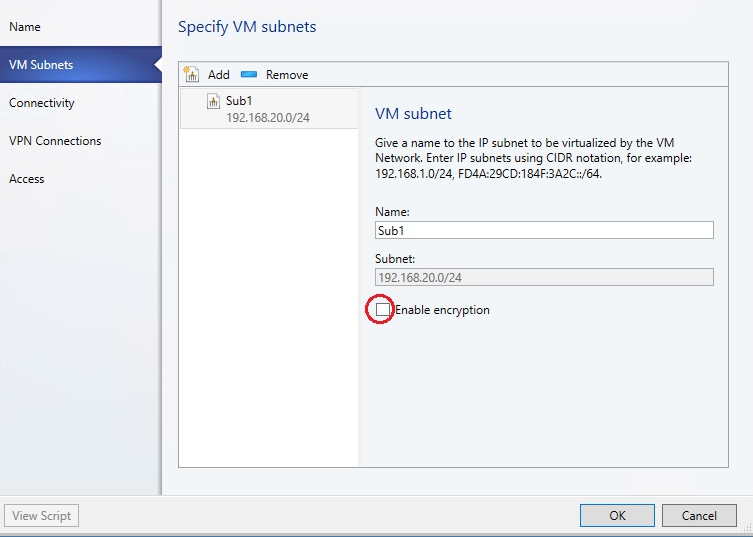 Name
VM Subnets
Connectivity
VPN Connections
Access
Specify VM subnets
Add Remove
Sub1
192.168.20.0/24
VM subnet
Give a name to the IP subnet to be virtualized by the VM
Network. Enter IP subnets using CIDR notation, for example:
192.168.1.0/24, FD4A:29CD:184F:3A2C::/64.
Name:
Sub1
Subnet:
192.168.20.0/24
Enable encryption
View Script
OK
Cancel